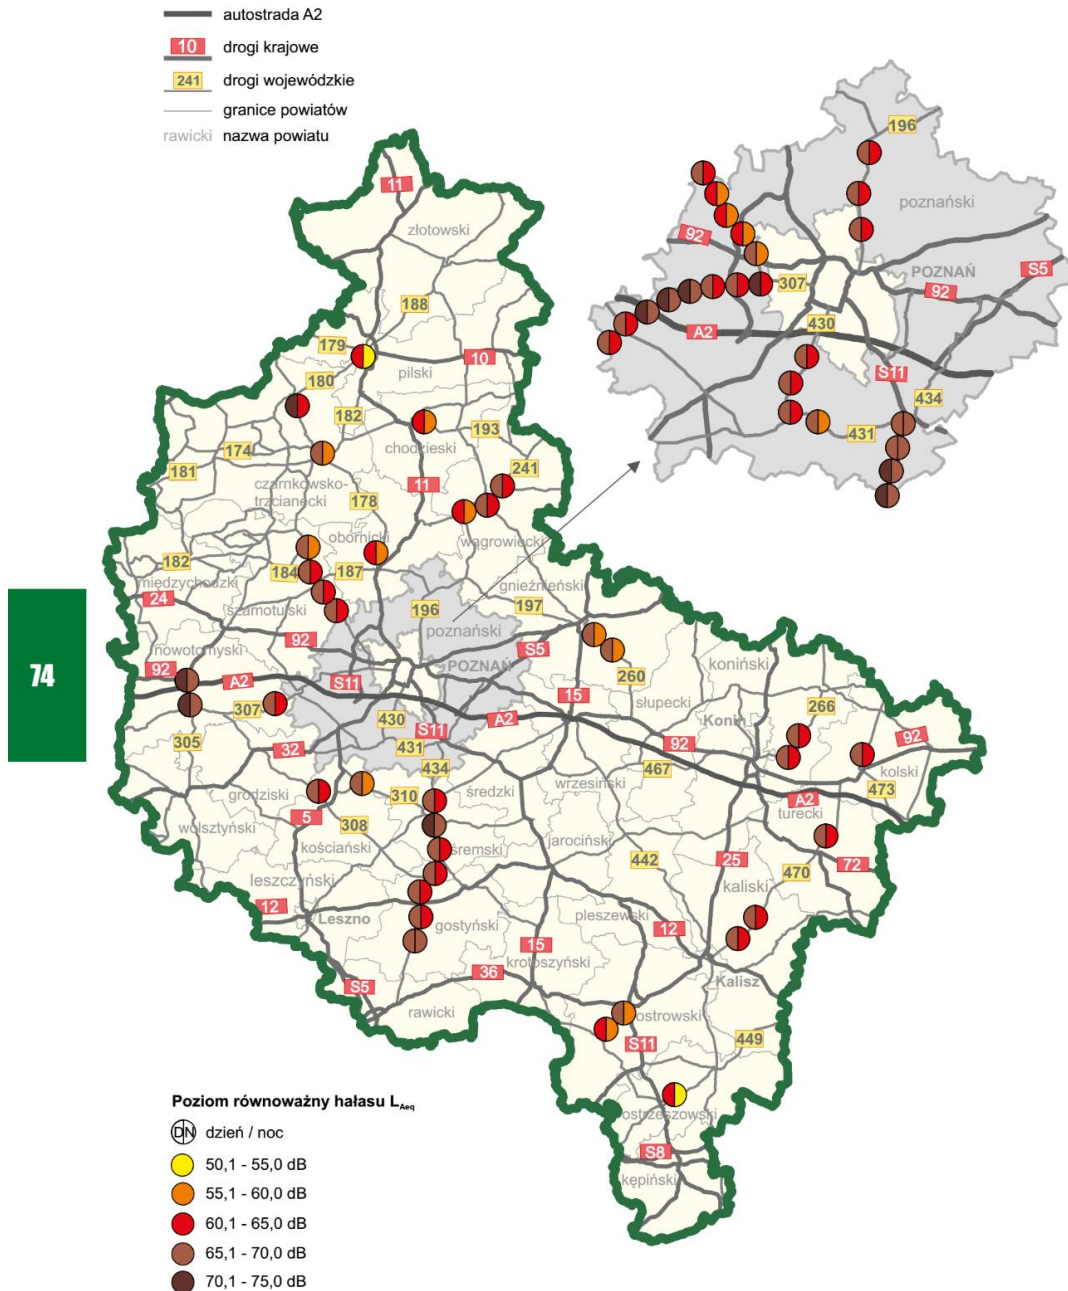 autostrada A2
10 drogi krajowe
241 drogi wojewódzkie
granice powiatów
rawicki nazwa powiatu
196
poznański
92
POZNAŃ
S5
307
92
A2
430
S11
434
431
11
złotowski
188
179
10
pilski
180
182
193
174
chodzieski
181
241
czarnkowsko-
trzcianecki
11
178
obornicki
wągrowiecki
182
184
187
międzychodzki
gnieźnieński
24
szamotulski
196
197
92
poznański
nowotomyski
S5
92
POZNAŃ
koniński
A2
S11
260
307
15
słupecki
266
430
A2
Konin
305
S11
92
92
32
431
434
467
kolski
wrzesiński
473
grodziski
310
średzki
A2
turecki
5
308
wolsztyński
kościański
śremski
jarociński
442
25
72
leszczyński
470
kaliski
12
Leszno
gostyński
pleszewski
12
15
krotoszyński
36
Kalisz
S5
rawicki
ostrowski
449
S11
ostrzeszowski
S8
kępiński
74
Poziom równoważny hałasu LAeq
DN dzień / noc
50,1 - 55,0 dB
55,1 - 60,0 dB
60,1 - 65,0 dB
65,1 - 70,0 dB
70,1 - 75,0 dB